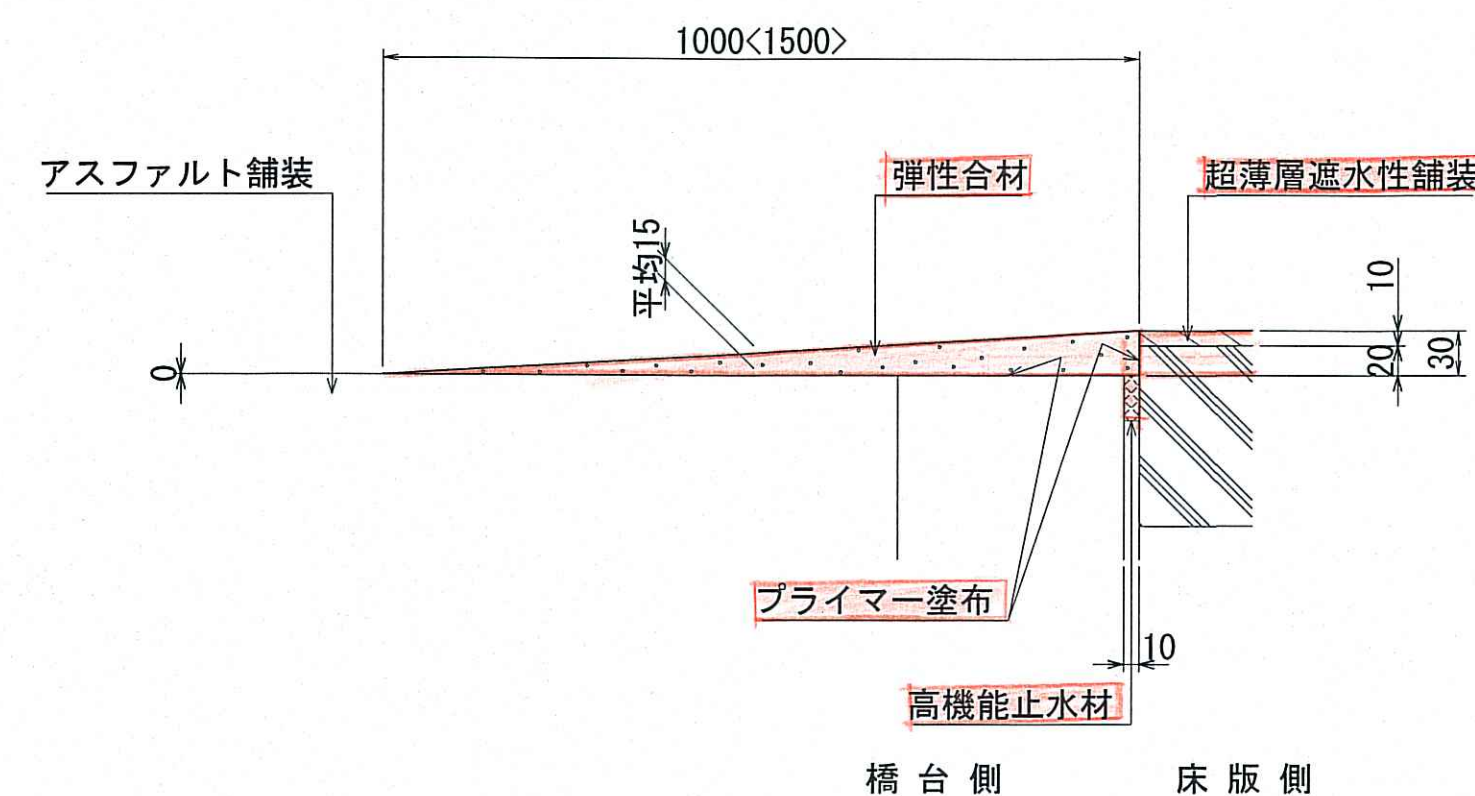 1000<1500>
アスファルト舗装
弾性合材
超薄層遮水性舗装
平均15
10
0
20
30
プライマー塗布
10
高機能止水材
橋台側
床版側